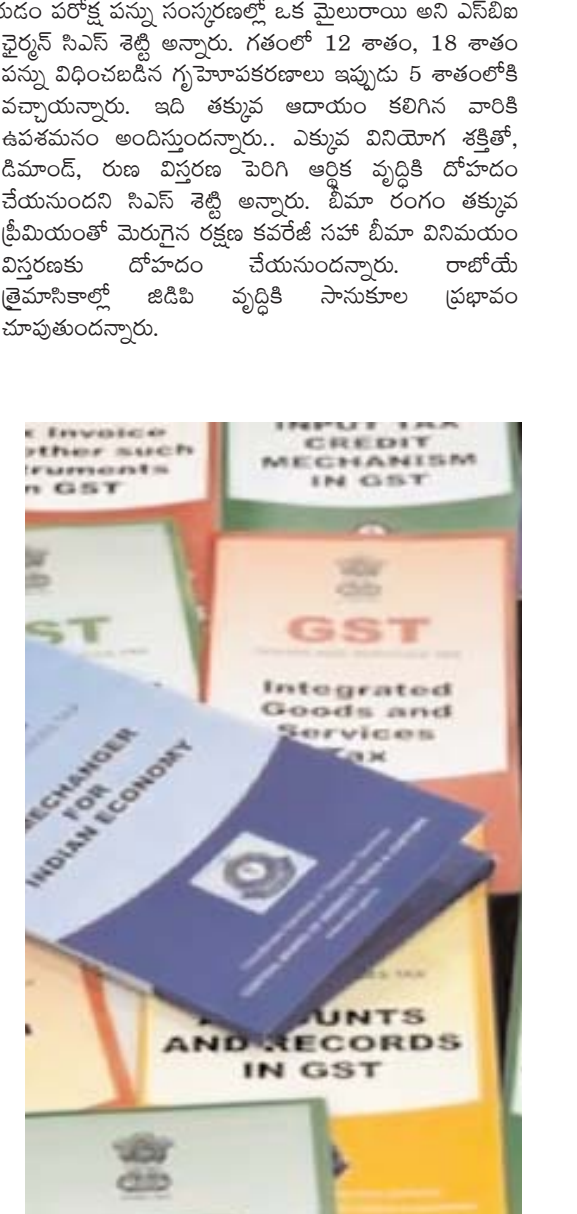 యడం పరోక్ష పన్ను సంస్కరణల్లో ఒక మైలురాయి అని ఎస్‌బిఐ
ఛైర్మన్ సిఎస్ శెట్టి అన్నారు. గతంలో 12 శాతం, 18 శాతం
పన్ను విధించబడిన గృహోపకరణాలు ఇప్పుడు 5 శాతంలోకి
వచ్చాయన్నారు. ఇది తక్కువ ఆదాయం కలిగిన వారికి
ఉపశమనం అందిస్తుందన్నారు.. ఎక్కువ వినియోగ శక్తితో,
డిమాండ్, రుణ విస్తరణ పెరిగి ఆర్థిక వృద్ధికి దోహదం
చేయనుందని సిఎస్ శెట్టి అన్నారు. బీమా రంగం తక్కువ
ప్రీమియంతో మెరుగైన రక్షణ కవరేజీ సహా బీమా వినిమయం
విస్తరణకు దోహదం చేయనుందన్నారు. రాబోయే
త్రైమాసికాల్లో జిడిపి వృద్ధికి సానుకూల ప్రభావం
చూపుతుందన్నారు.
x Invoice
other such
ruments
n GST
INPUT TAX
CREDIT
MECHANISM
IN GST
ST
GST
Integrated
Goods and
Services
Tax
ECHANGER
FOR
INDIAN ECONOMY
UNTS
AND RECORDS
IN GST